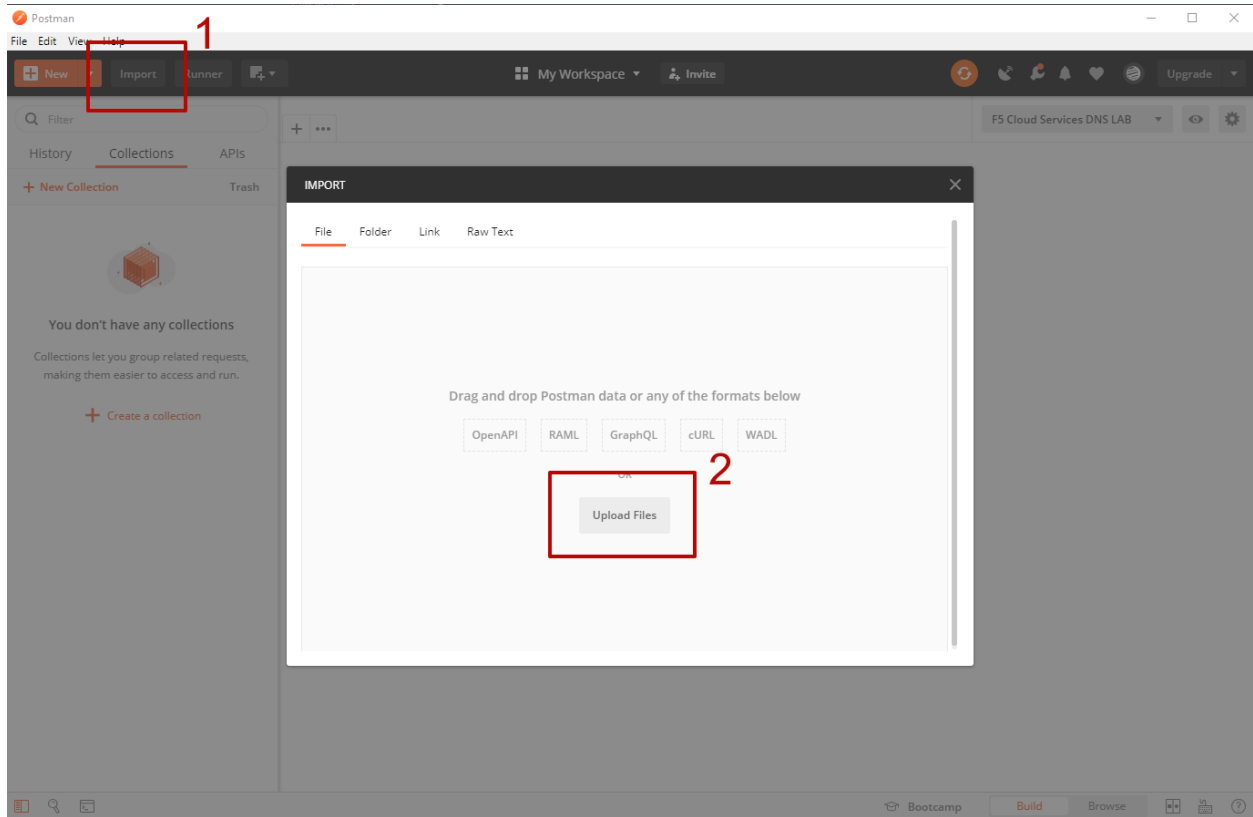 Postman
1
File Edit View Help
New Import Runner My Workspace Invite Upgrade
Filter
F5 Cloud Services DNS LAB
History Collections APIs
New Collection Trash
IMPORT
File Folder Link Raw Text
You don't have any collections
Collections let you group related requests,
making them easier to access and run.
Create a collection
Drag and drop Postman data or any of the formats below
OpenAPI RAML GraphQL cURL WADL
OR
2
Upload Files
Bootcamp Build Browse